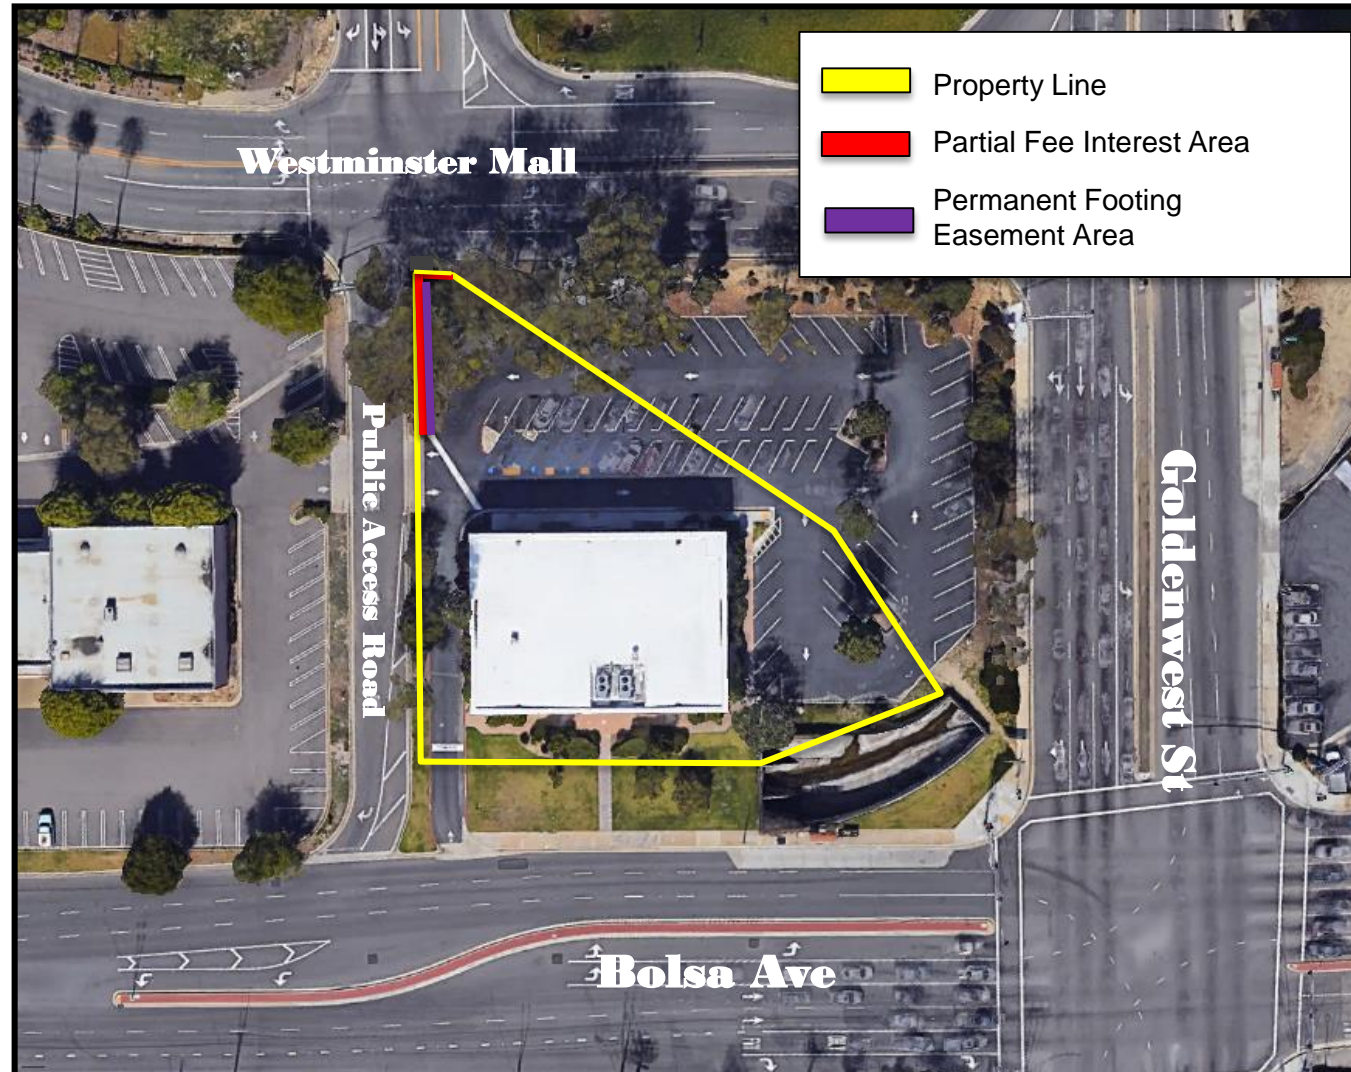 Property Line
Partial Fee Interest Area
Permanent Footing
Easement Area
Westminster Mall
Public Access Road
Goldenwest St
Bolsa Ave